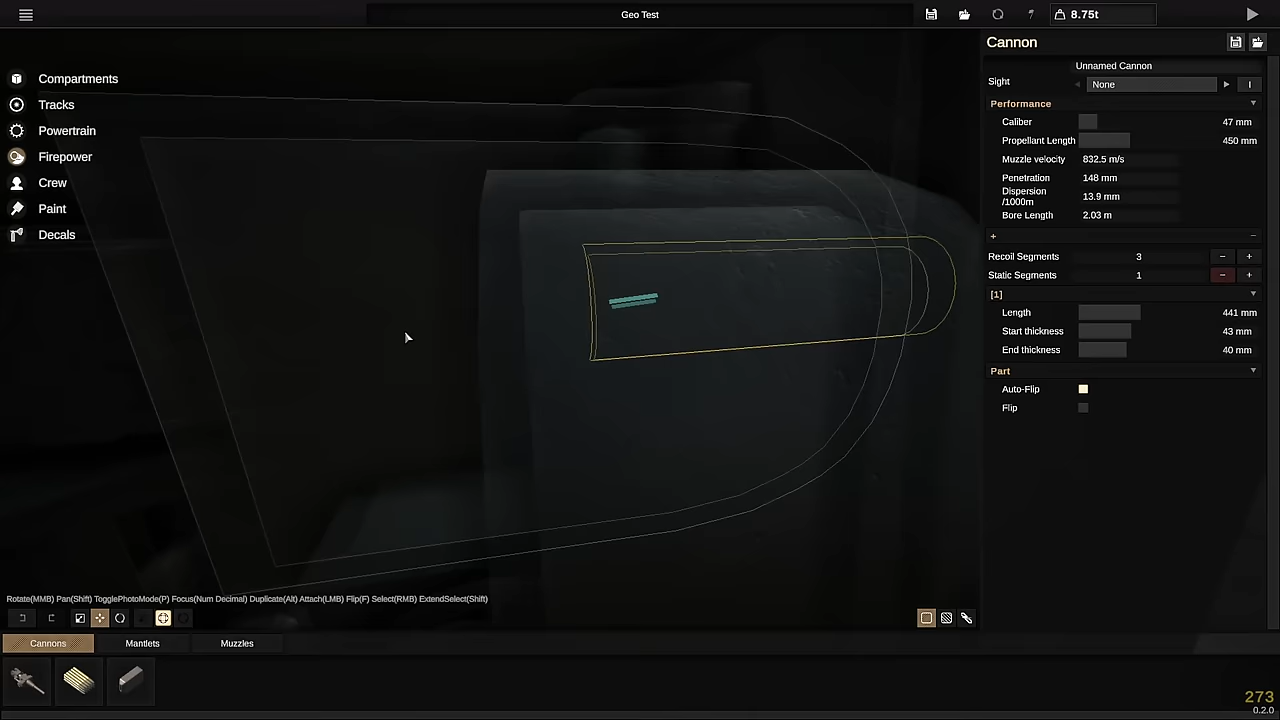 Geo Test
8.75t
Compartments
Tracks
Powertrain
Firepower
Crew
Paint
Decals
Cannon
Unnamed Cannon
Sight
None
I
Performance
Caliber 47 mm
Propellant Length 450 mm
Muzzle velocity 832.5 m/s
Penetration 148 mm
Dispersion /1000m 13.9 mm
Bore Length 2.03 m
+ −
Recoil Segments 3 − +
Static Segments 1 − +
[1]
Length 441 mm
Start thickness 43 mm
End thickness 40 mm
Part
Auto-Flip
Flip
Rotate(MMB) Pan(Shift) TogglePhotoMode(P) Focus(Num Decimal) Duplicate(Alt) Attach(LMB) Flip(F) Select(RMB) ExtendSelect(Shift)
Cannons Mantlets Muzzles
273
0.2.0